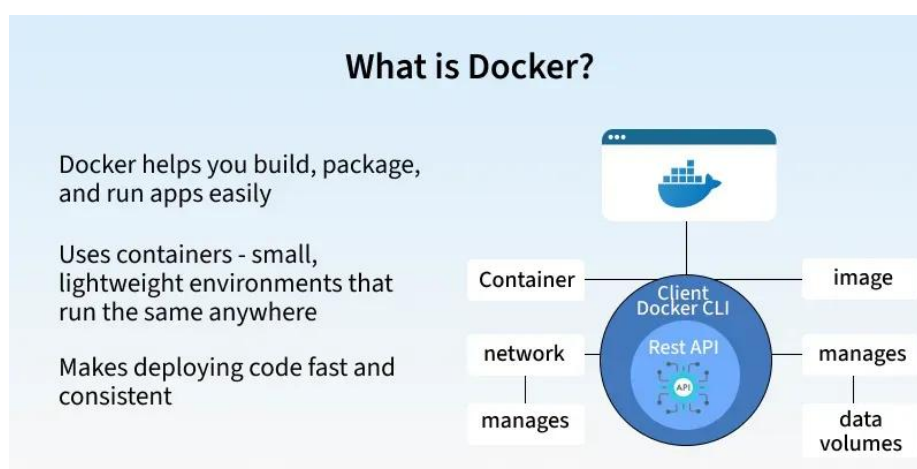 What is Docker?
Docker helps you build, package,
and run apps easily
Uses containers - small,
lightweight environments that
run the same anywhere
Makes deploying code fast and
consistent
Container
image
Client
Docker CLI
Rest API
API
network
manages
manages
data
volumes